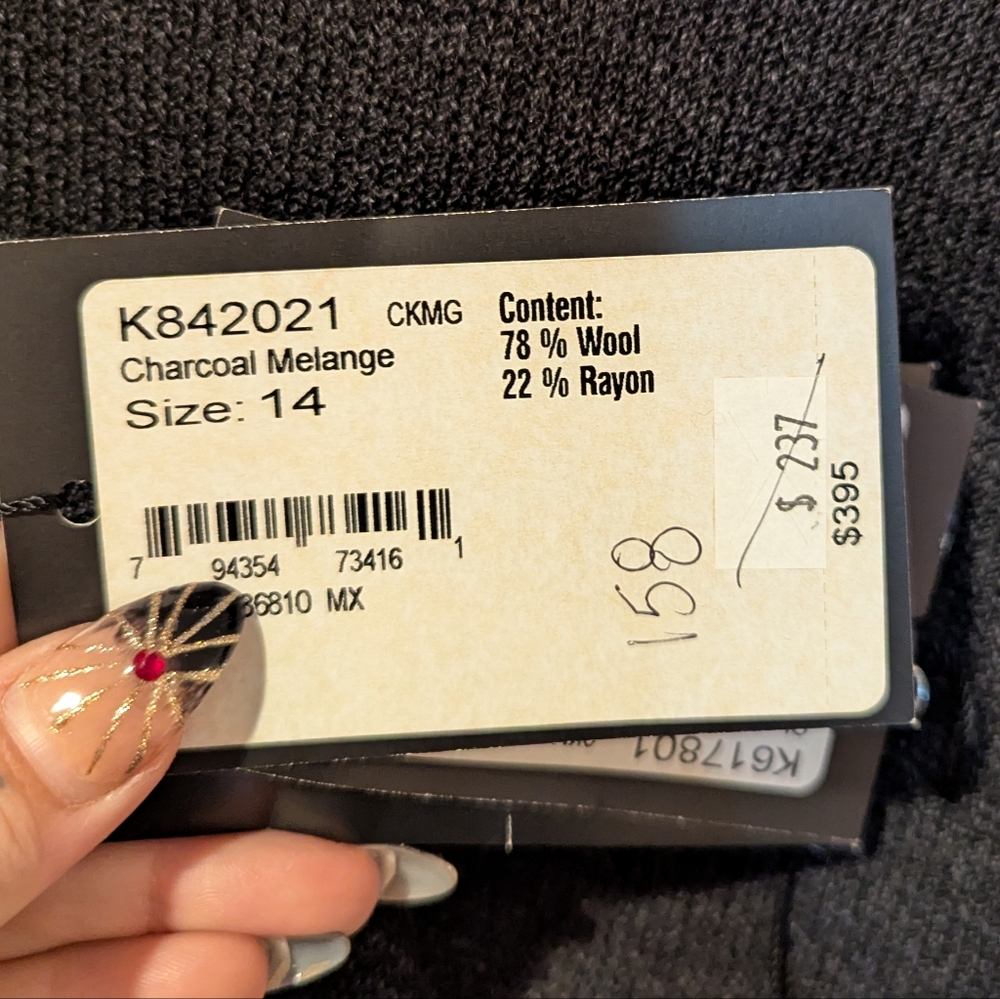 K842021 CKMG
Charcoal Melange
Size: 14
Content:
78 % Wool
22 % Rayon
7 94354 73416 1
36810 MX
$ 237
$395
158
K617801